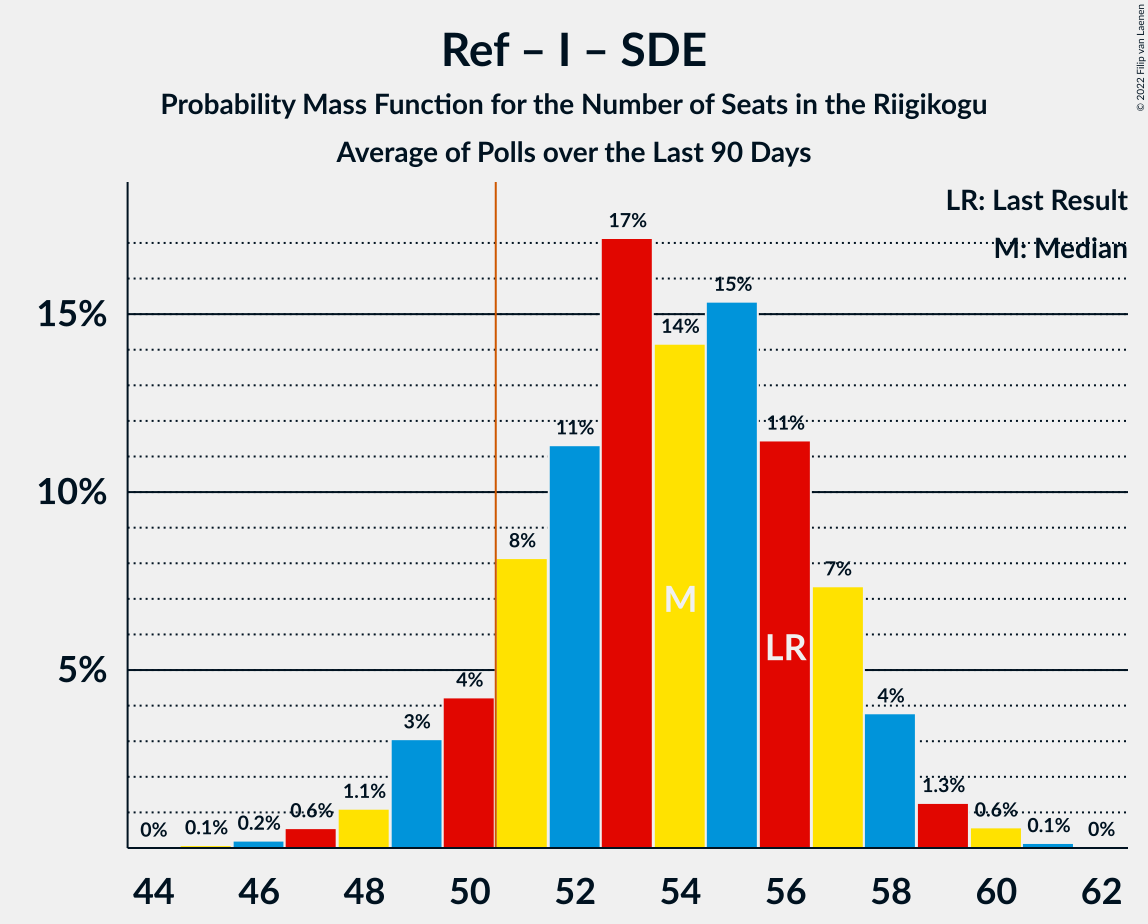 Ref – I – SDE
Probability Mass Function for the Number of Seats in the Riigikogu
Average of Polls over the Last 90 Days
© 2022 Filip van Laenen
LR: Last Result
M: Median
15%
10%
5%
0%
0.1%
0.2%
0.6%
1.1%
3%
4%
8%
11%
17%
14%
15%
11%
7%
4%
1.3%
0.6%
0.1%
0%
M
LR
44 46 48 50 52 54 56 58 60 62